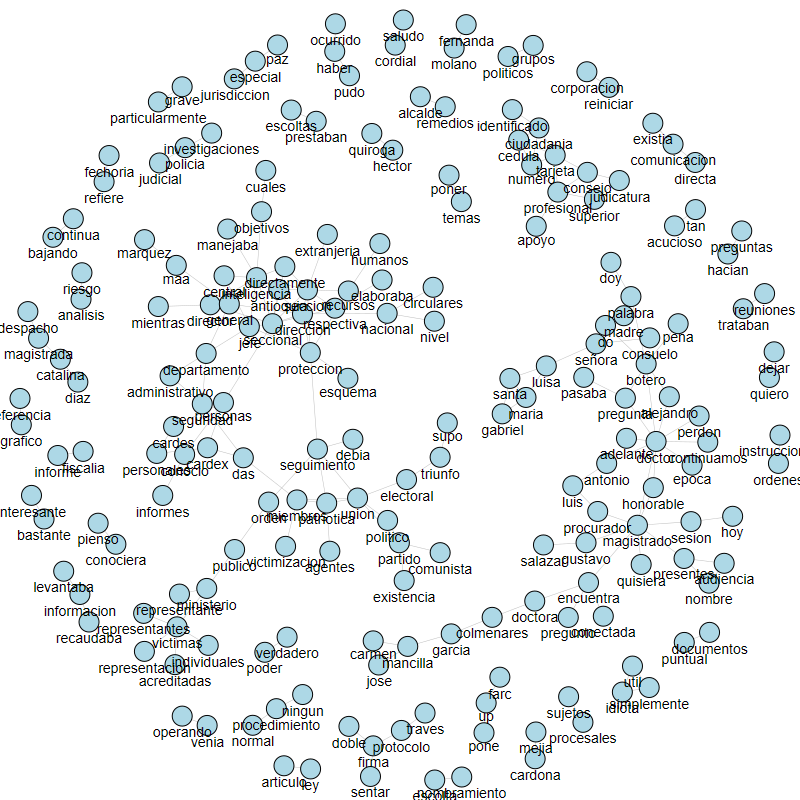 ocurrido
saludo
fernanda
paz
haber
cordial
molano
grupos
politicos
especial
pudo
corporacion
jurisdiccion
reiniciar
grave
particularmente
alcalde
remedios
escoltas
prestaban
identificado
existia
investigaciones
quiroga
ciudadania
comunicacion
policia
hector
cedula
directa
fechoria
judicial
numero
tarjeta
refiere
cuales
poner
consejo
judicatura
profesional
temas
superior
continua
objetivos
apoyo
tan
acucioso
bajando
marquez
manejaba
extranjeria
humanos
preguntas
hacian
maa
doy
riesgo
central
directamente
elaboraba
circulares
analisis
inteligencia
antioquia
seccion
recursos
palabra
reuniones
despacho
mientras
director
general
direccion
respectiva
nacional
nivel
madre
pena
trataban
magistrada
jefe
seccional
do
señora
consuelo
departamento
proteccion
luisa
botero
dejar
catalina
administrativo
esquema
santa
pasaba
quiero
diaz
maria
gabriel
pregunta
alejandro
eferencia
seguridad
personas
perdon
grafico
cardes
debia
supo
adelante
doctor
continuamos
instruccion
informe
fiscalia
personales
conocio
cardex
das
seguimiento
triunfo
antonio
epoca
ordenes
nteresante
informes
electoral
luis
honorable
bastante
orden
miembros
patriotica
union
procurador
pienso
politico
magistrado
sesion
hoy
conociera
publico
victimizacion
agentes
partido
comunista
salazar
gustavo
quisiera
presentes
audiencia
levantaba
existencia
encuentra
nombre
informacion
representante
ministerio
doctora
recaudaba
representantes
victimas
garcia
colmenares
pregunto
conectada
representacion
individuales
acreditadas
poder
verdadero
carmen
mancilla
jose
puntual
documentos
farc
util
idiota
simplemente
operando
venia
procedimiento
ningun
up
sujetos
normal
doble
protocolo
traves
pone
mejia
procesales
firma
articulo
ley
sentar
cardona
escolta
nombramiento